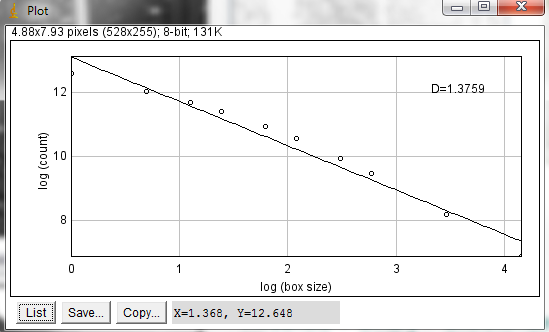 Plot
4.88x7.93 pixels (528x255); 8-bit; 131K
D=1.3759
12
10
8
log (count)
0 1 2 3 4
log (box size)
List Save... Copy... X=1.368, Y=12.648